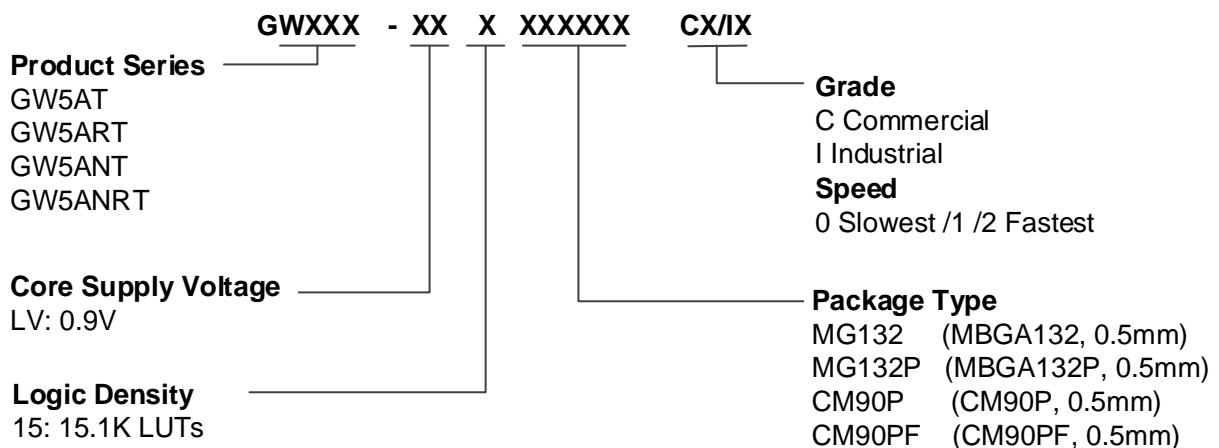 GWXXX - XX X XXXXXX CX/IX
Product Series
GW5AT
GW5ART
GW5ANT
GW5ANRT
Core Supply Voltage
LV: 0.9V
Logic Density
15: 15.1K LUTs
Grade
C Commercial
I Industrial
Speed
0 Slowest /1 /2 Fastest
Package Type
MG132 (MBGA132, 0.5mm)
MG132P (MBGA132P, 0.5mm)
CM90P (CM90P, 0.5mm)
CM90PF (CM90PF, 0.5mm)